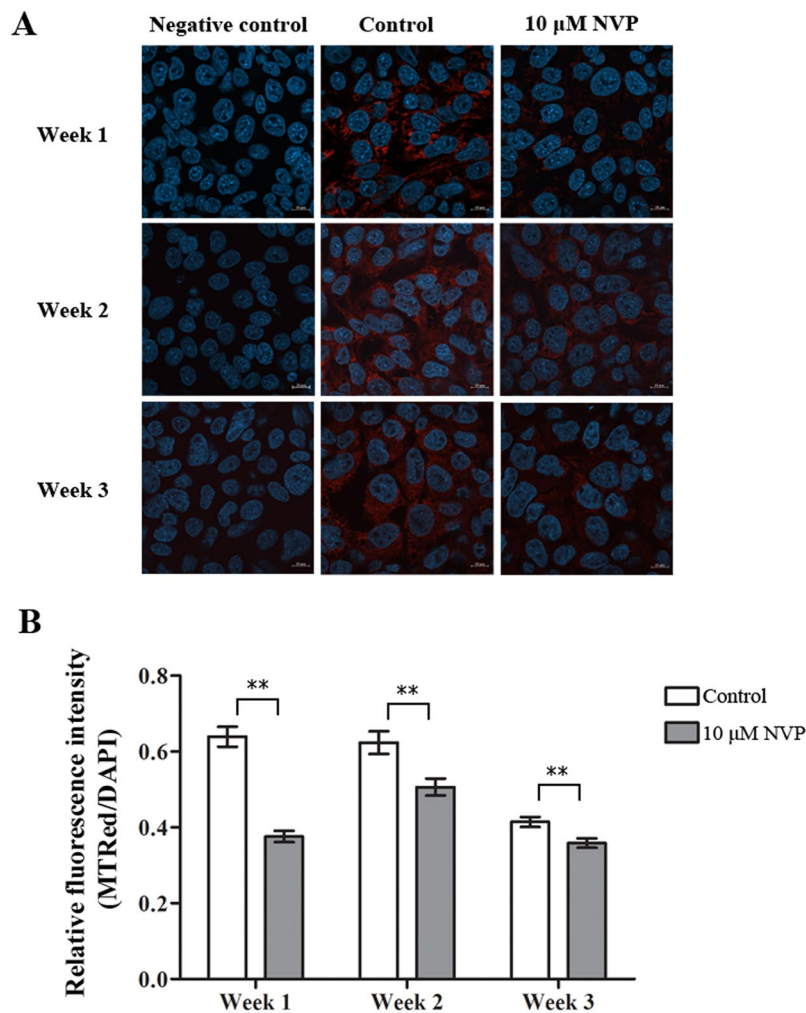 A
Negative control Control 10 μM NVP
Week 1
Week 2
Week 3
B
Relative fluorescence intensity
(MTRed/DAPI)
0.8
0.6
0.4
0.2
0.0
**
**
**
Control
10 μM NVP
Week 1 Week 2 Week 3